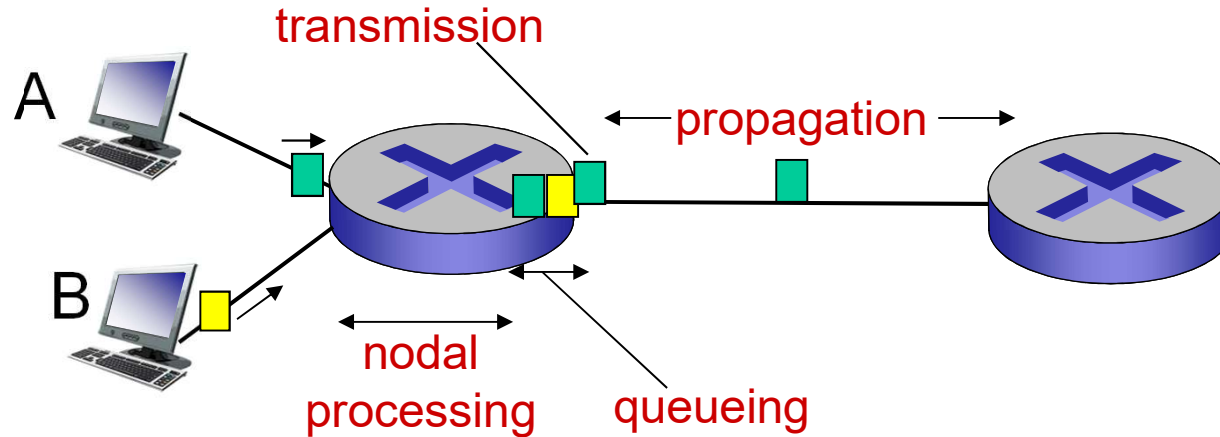 transmission
A
propagation
B
nodal
processing
queueing